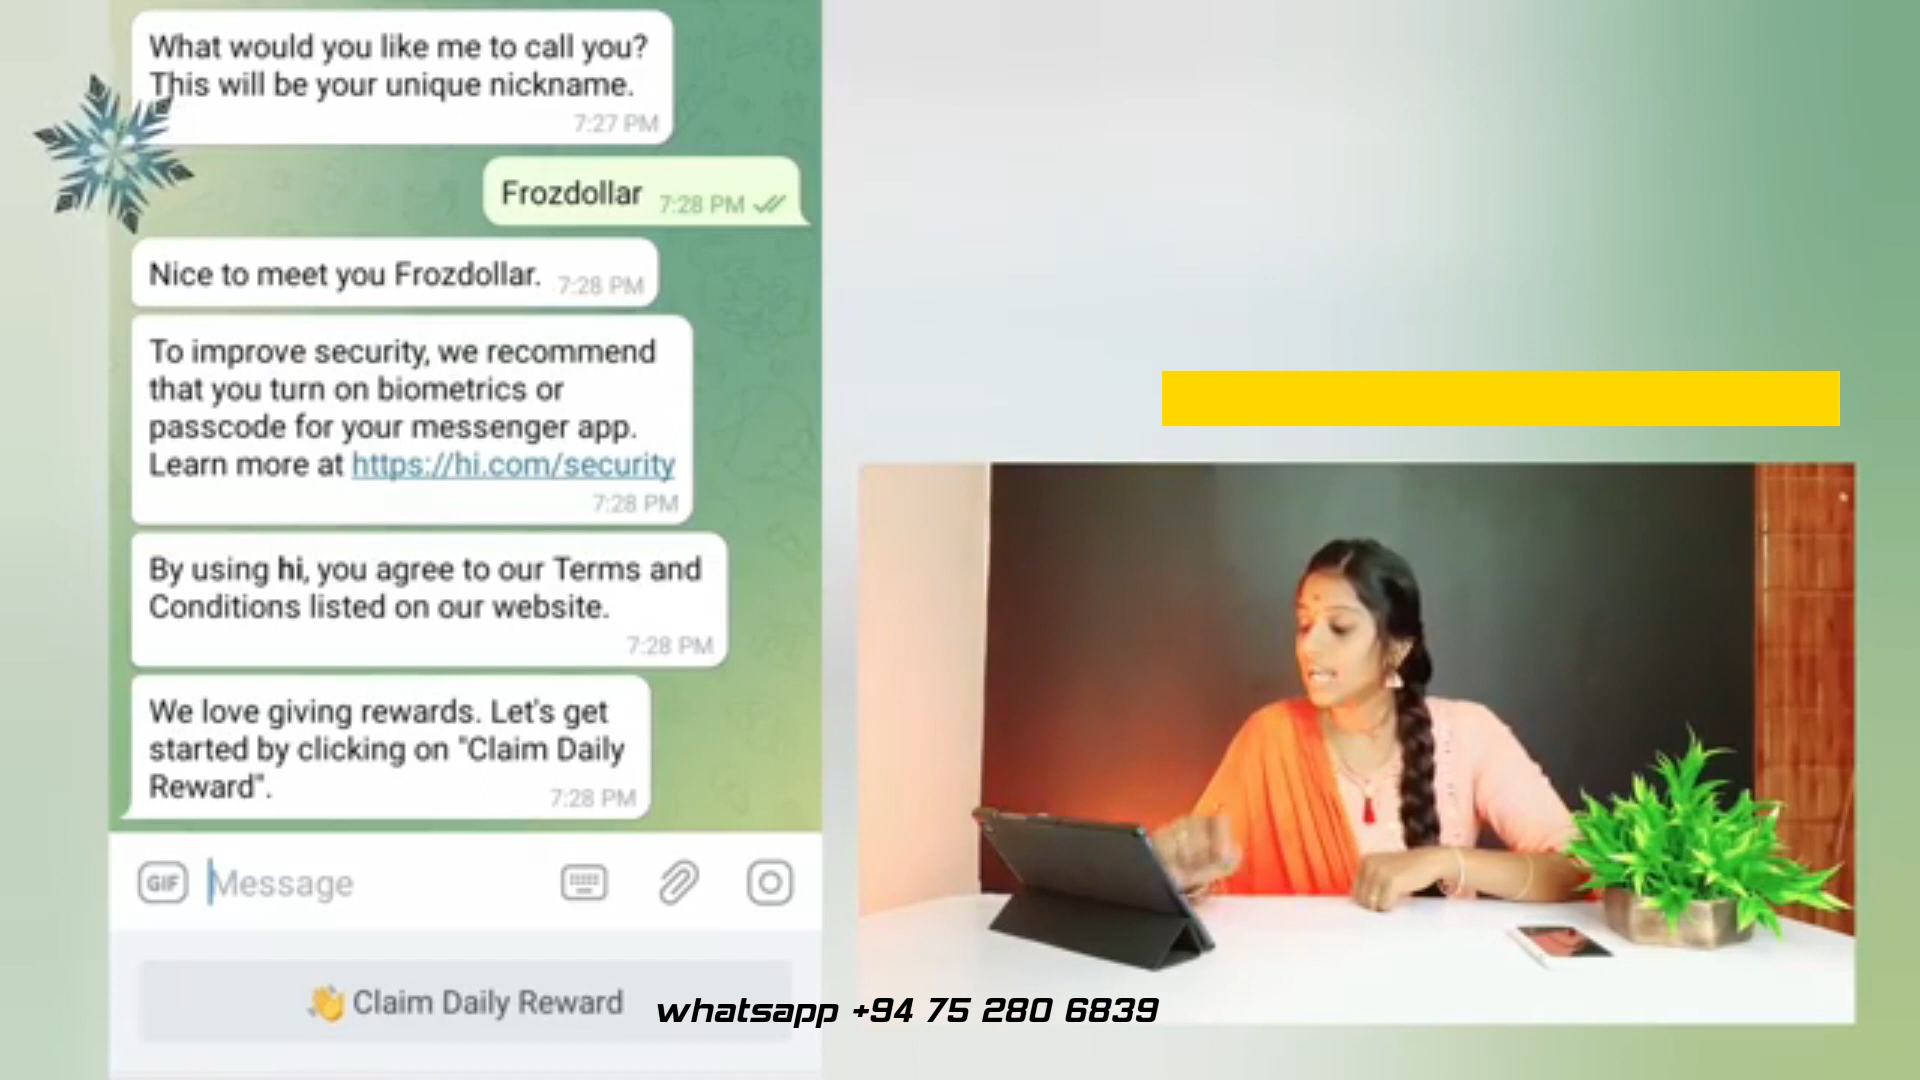 What would you like me to call you?
This will be your unique nickname.
7:27 PM
Frozdollar 7:28 PM
Nice to meet you Frozdollar. 7:28 PM
To improve security, we recommend
that you turn on biometrics or
passcode for your messenger app.
Learn more at https://hi.com/security
7:28 PM
By using hi, you agree to our Terms and
Conditions listed on our website.
7:28 PM
We love giving rewards. Let's get
started by clicking on "Claim Daily
Reward".
7:28 PM
GIF Message
👋 Claim Daily Reward
whatsapp +94 75 280 6839